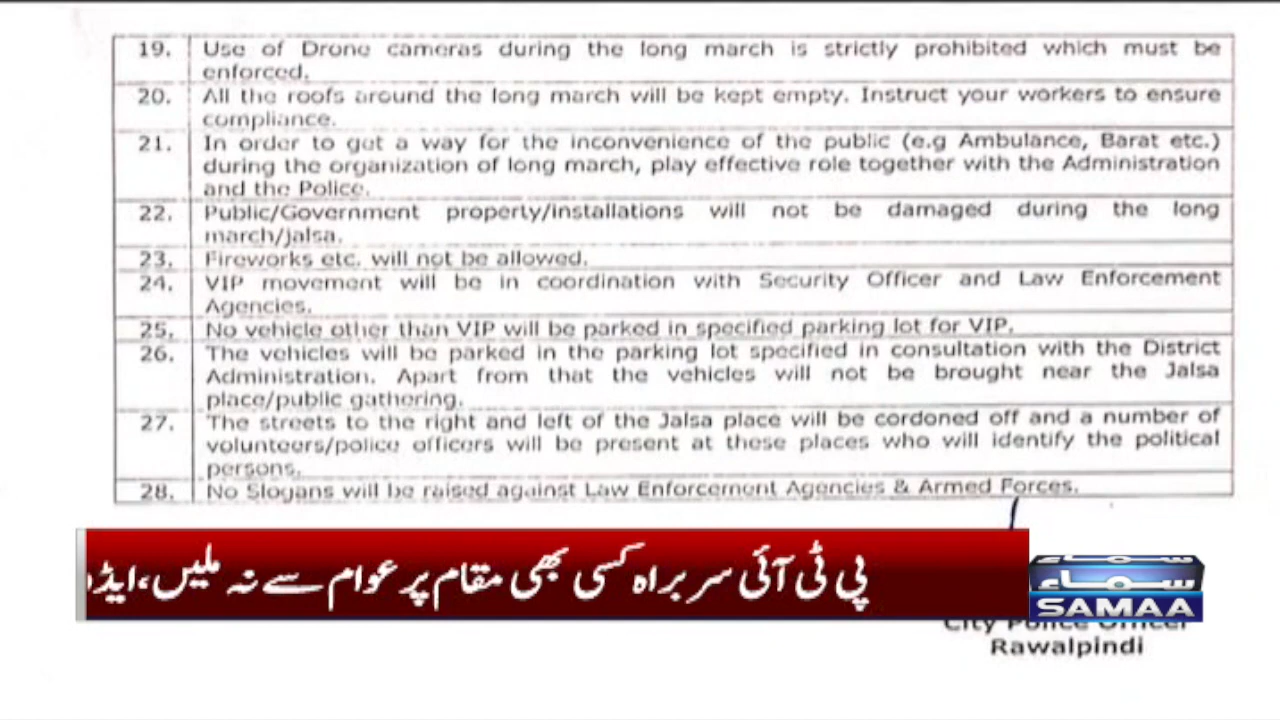 19. Use of Drone cameras during the long march is strictly prohibited which must be
enforced.
20. All the roofs around the long march will be kept empty. Instruct your workers to ensure
compliance.
21. In order to get a way for the inconvenience of the public (e.g Ambulance, Barat etc.)
during the organization of long march, play effective role together with the Administration
and the Police.
22. Public/Government property/installations will not be damaged during the long
march/jalsa.
23. Fireworks etc. will not be allowed.
24. VIP movement will be in coordination with Security Officer and Law Enforcement
Agencies.
25. No vehicle other than VIP will be parked in specified parking lot for VIP.
26. The vehicles will be parked in the parking lot specified in consultation with the District
Administration. Apart from that the vehicles will not be brought near the Jalsa
place/public gathering.
27. The streets to the right and left of the Jalsa place will be cordoned off and a number of
volunteers/police officers will be present at these places who will identify the political
persons.
28. No Slogans will be raised against Law Enforcement Agencies & Armed Forces.
پی ٹی آئی سربراہ کسی بھی مقام پر عوام سے نہ ملیں،
سماء
سماء
SAMAA
City Police Officer
Rawalpindi